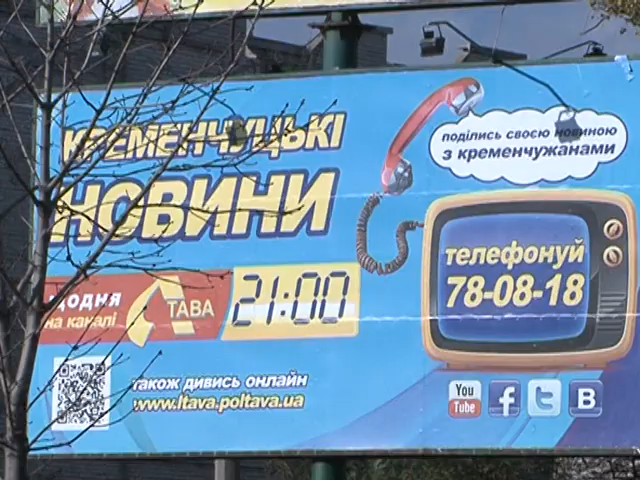 КРЕМЕНЧУЦЬКІ
НОВИНИ
поділись своєю новиною
з кременчужанами
телефонуй
78-08-18
щодня
на каналі
ЛТАВА
21:00
також дивись онлайн
www.ltava.poltava.ua
You
Tube
f
t
B